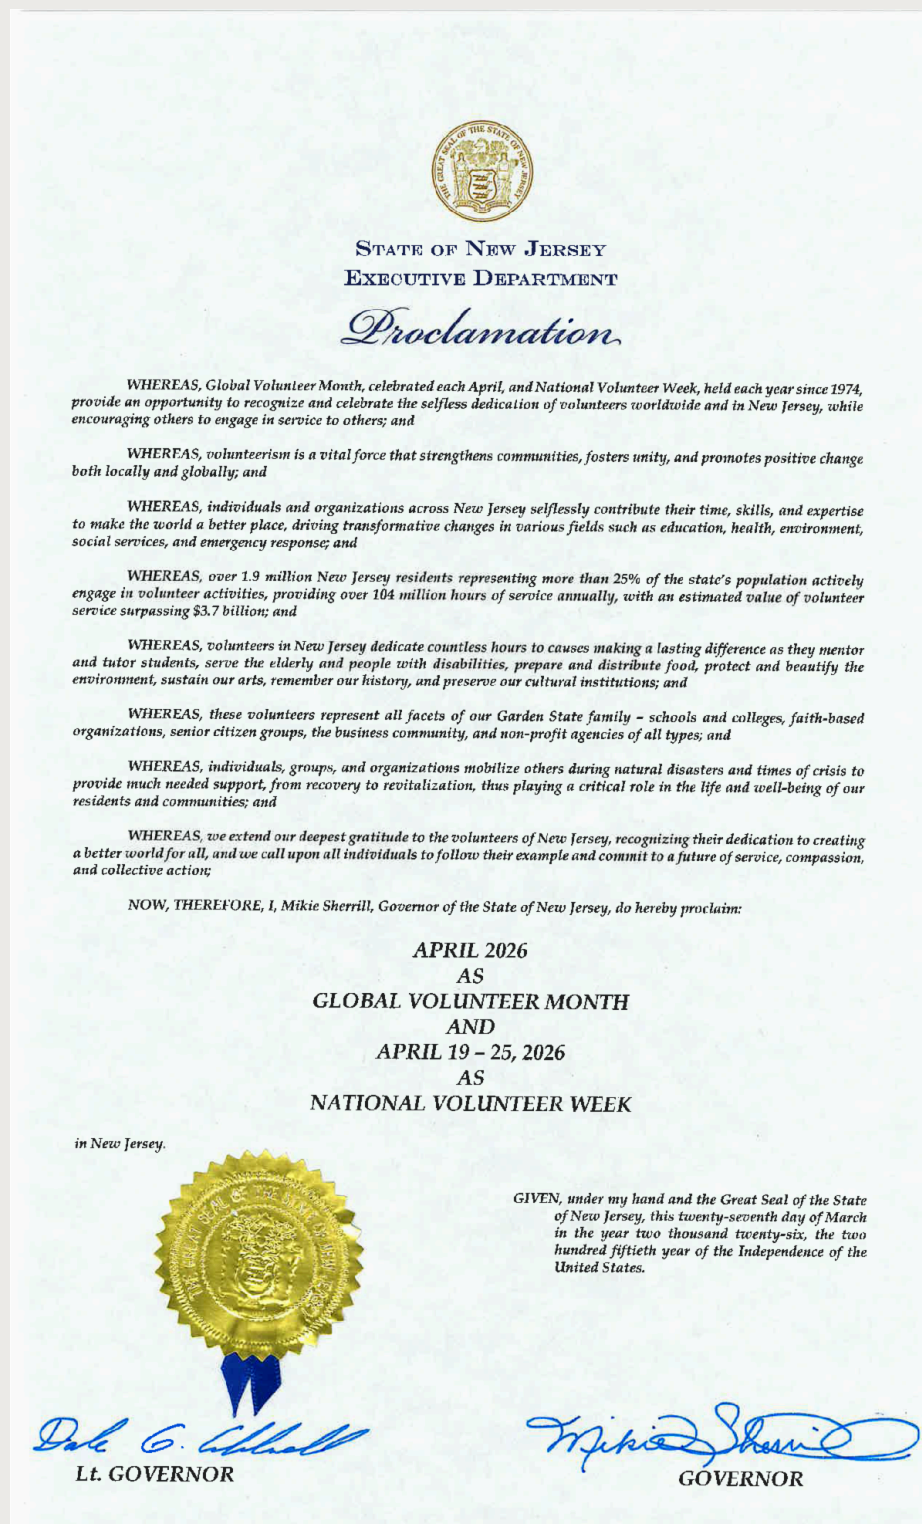 THE GREAT SEAL OF THE STATE OF NEW JERSEY
STATE OF NEW JERSEY
EXECUTIVE DEPARTMENT
Proclamation
WHEREAS, Global Volunteer Month, celebrated each April, and National Volunteer Week, held each year since 1974,
provide an opportunity to recognize and celebrate the selfless dedication of volunteers worldwide and in New Jersey, while
encouraging others to engage in service to others; and
WHEREAS, volunteerism is a vital force that strengthens communities, fosters unity, and promotes positive change
both locally and globally; and
WHEREAS, individuals and organizations across New Jersey selflessly contribute their time, skills, and expertise
to make the world a better place, driving transformative changes in various fields such as education, health, environment,
social services, and emergency response; and
WHEREAS, over 1.9 million New Jersey residents representing more than 25% of the state's population actively
engage in volunteer activities, providing over 104 million hours of service annually, with an estimated value of volunteer
service surpassing $3.7 billion; and
WHEREAS, volunteers in New Jersey dedicate countless hours to causes making a lasting difference as they mentor
and tutor students, serve the elderly and people with disabilities, prepare and distribute food, protect and beautify the
environment, sustain our arts, remember our history, and preserve our cultural institutions; and
WHEREAS, these volunteers represent all facets of our Garden State family – schools and colleges, faith-based
organizations, senior citizen groups, the business community, and non-profit agencies of all types; and
WHEREAS, individuals, groups, and organizations mobilize others during natural disasters and times of crisis to
provide much needed support, from recovery to revitalization, thus playing a critical role in the life and well-being of our
residents and communities; and
WHEREAS, we extend our deepest gratitude to the volunteers of New Jersey, recognizing their dedication to creating
a better world for all, and we call upon all individuals to follow their example and commit to a future of service, compassion,
and collective action;
NOW, THEREFORE, I, Mikie Sherrill, Governor of the State of New Jersey, do hereby proclaim:
APRIL 2026
AS
GLOBAL VOLUNTEER MONTH
AND
APRIL 19 – 25, 2026
AS
NATIONAL VOLUNTEER WEEK
in New Jersey.
GIVEN, under my hand and the Great Seal of the State
of New Jersey, this twenty-seventh day of March
in the year two thousand twenty-six, the two
hundred fiftieth year of the Independence of the
United States.
Dale G.
Mikie Sherrill
Lt. GOVERNOR
GOVERNOR